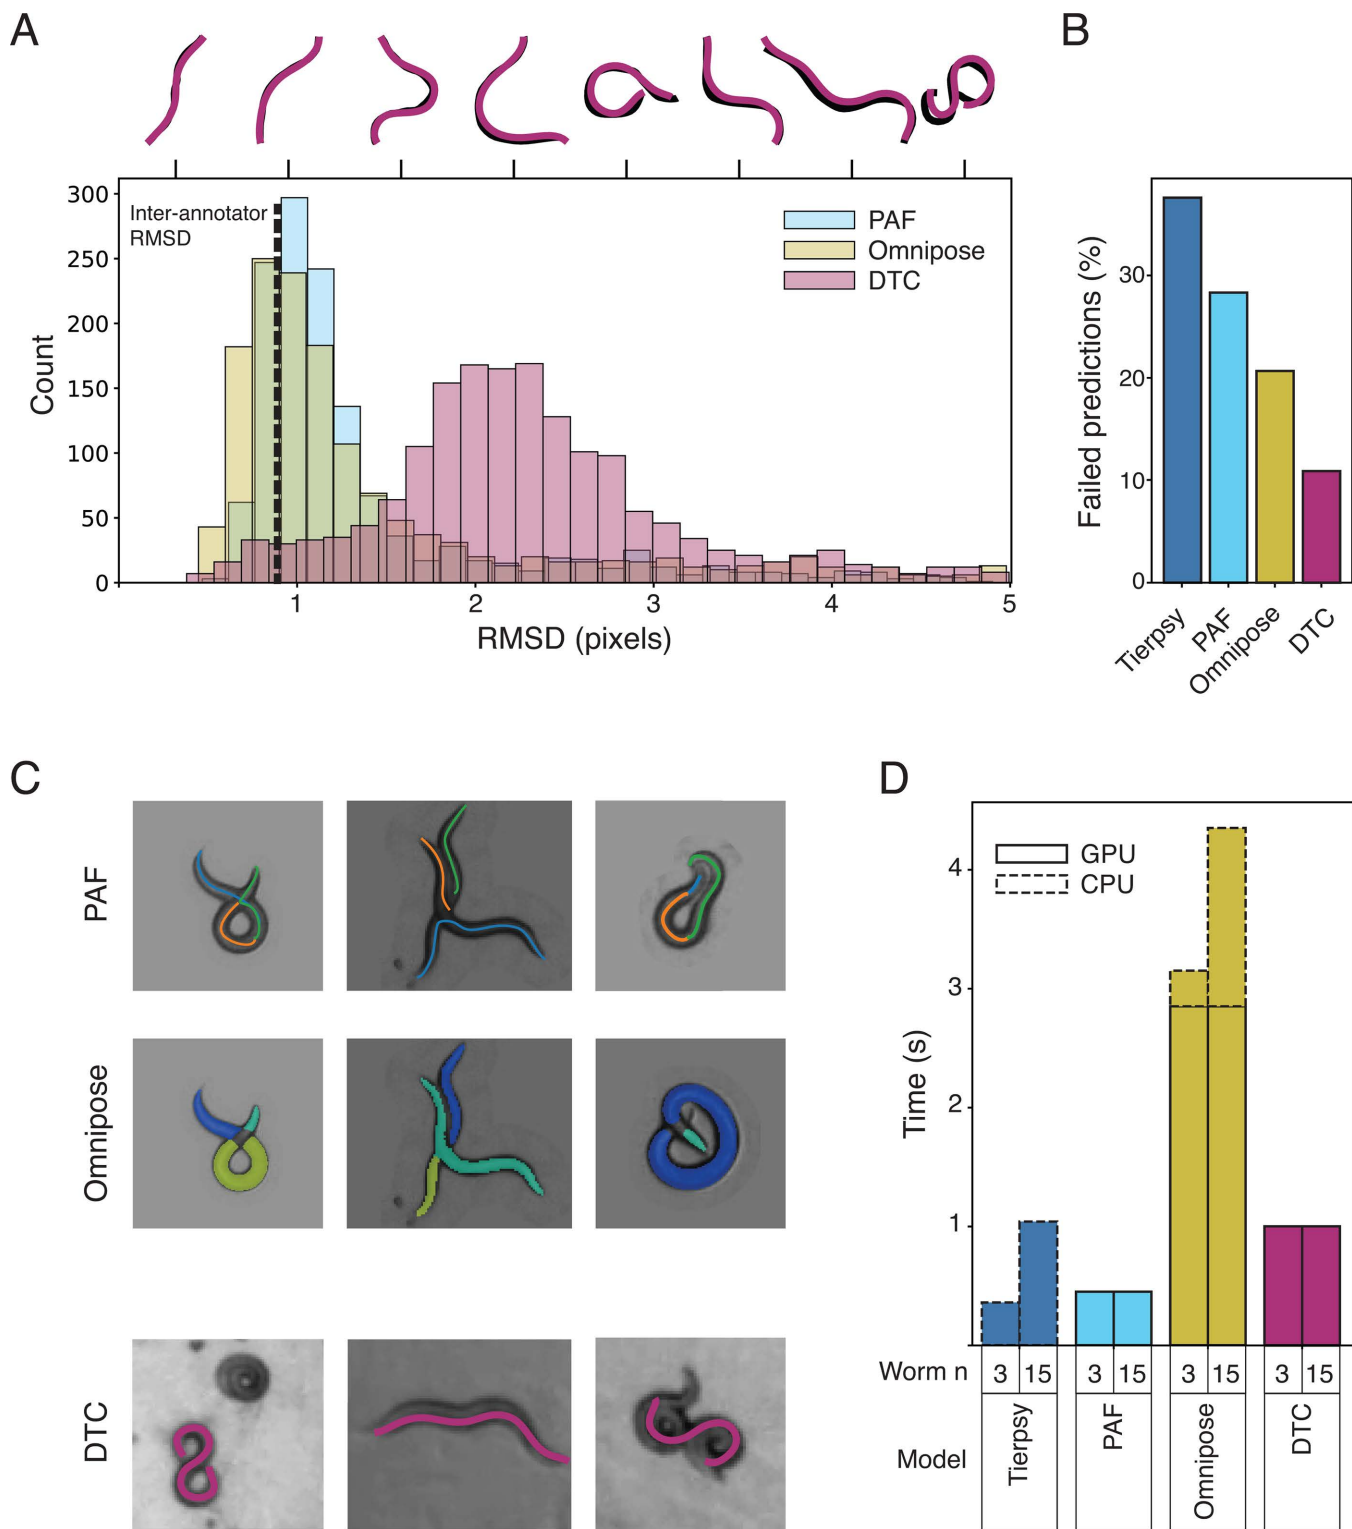 A
B
Inter-annotator
RMSD
PAF
Omnipose
DTC
300
250
200
150
100
50
0
Count
1
2
3
4
5
RMSD (pixels)
Failed predictions (%)
30
20
10
0
Tierpsy
PAF
Omnipose
DTC
C
PAF
Omnipose
DTC
D
GPU
CPU
4
3
2
1
Time (s)
Worm n
3 15 3 15 3 15 3 15
Model
Tierpsy
PAF
Omnipose
DTC